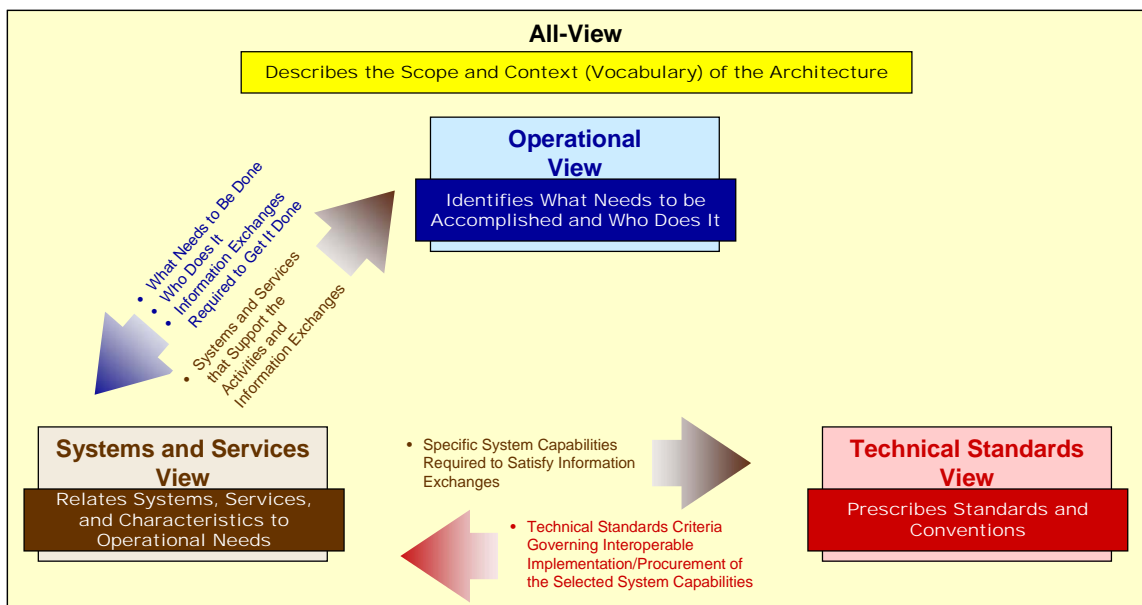 All-View
Describes the Scope and Context (Vocabulary) of the Architecture
Operational
View
Identifies What Needs to be
Accomplished and Who Does It
• What Needs to Be Done
• Who Does It
• Information Exchanges
Required to Get It Done
• Systems and Services
that Support the
Activities and
Information Exchanges
Systems and Services
View
Relates Systems, Services,
and Characteristics to
Operational Needs
• Specific System Capabilities
Required to Satisfy Information
Exchanges
• Technical Standards Criteria
Governing Interoperable
Implementation/Procurement of
the Selected System Capabilities
Technical Standards
View
Prescribes Standards and
Conventions